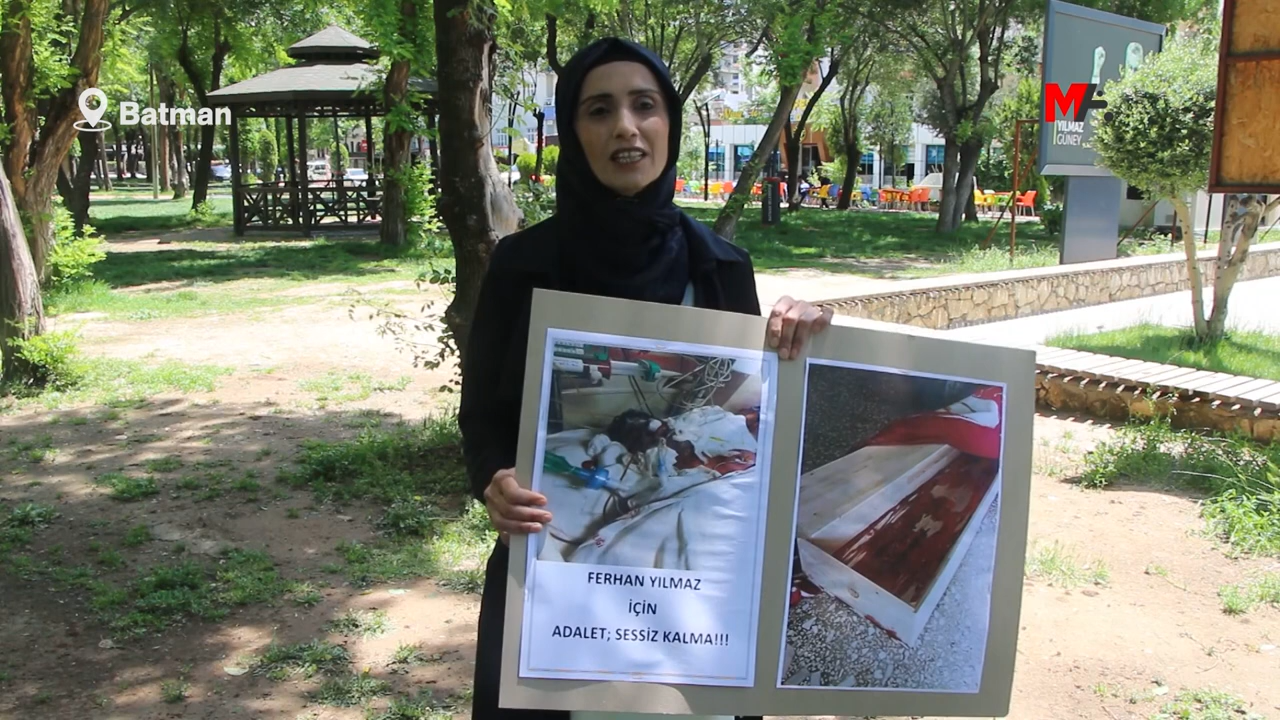 Batman
M
YILMAZ
GÜNEY
FERHAN YILMAZ
İÇİN
ADALET; SESSİZ KALMA!!!